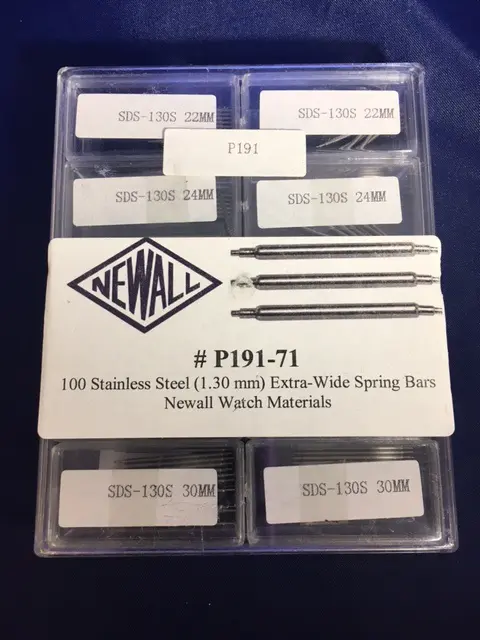 SDS-130S 22MM
SDS-130S 22MM
P191
SDS-130S 24MM
SDS-130S 24MM
NEWALL
# P191-71
100 Stainless Steel (1.30 mm) Extra-Wide Spring Bars
Newall Watch Materials
SDS-130S 30MM
SDS-130S 30MM